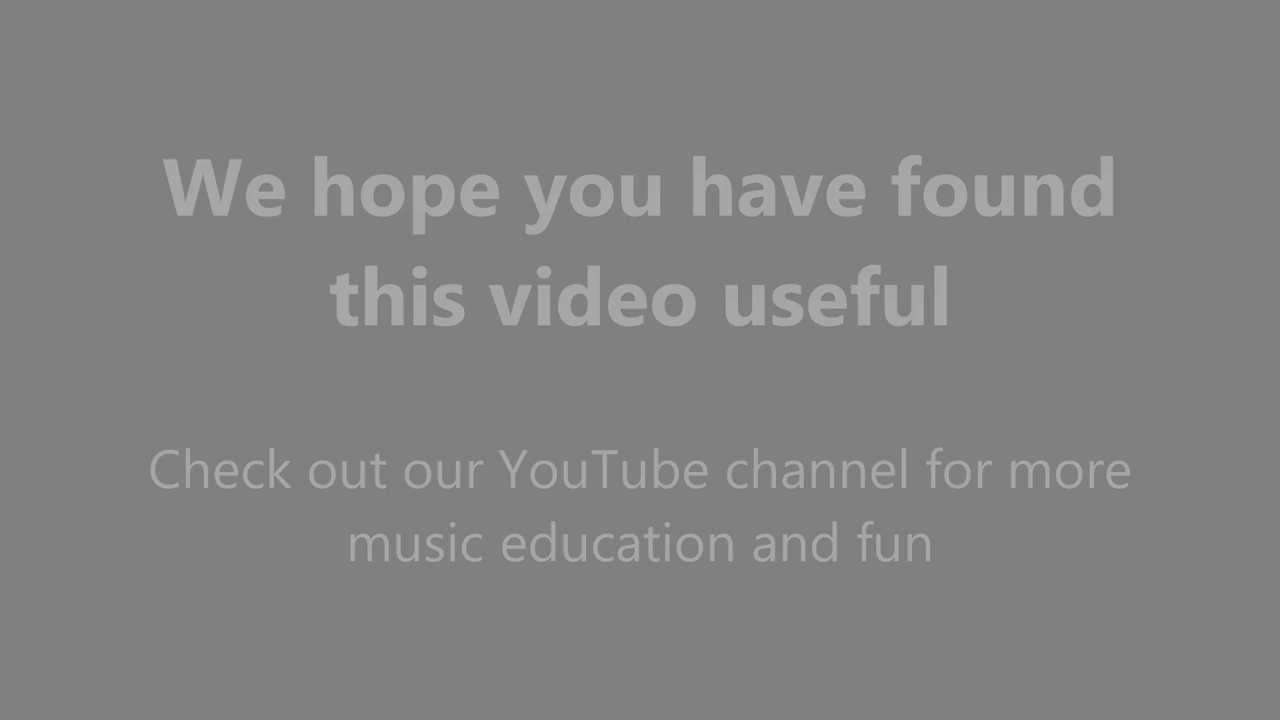 We hope you have found
this video useful
Check out our YouTube channel for more
music education and fun